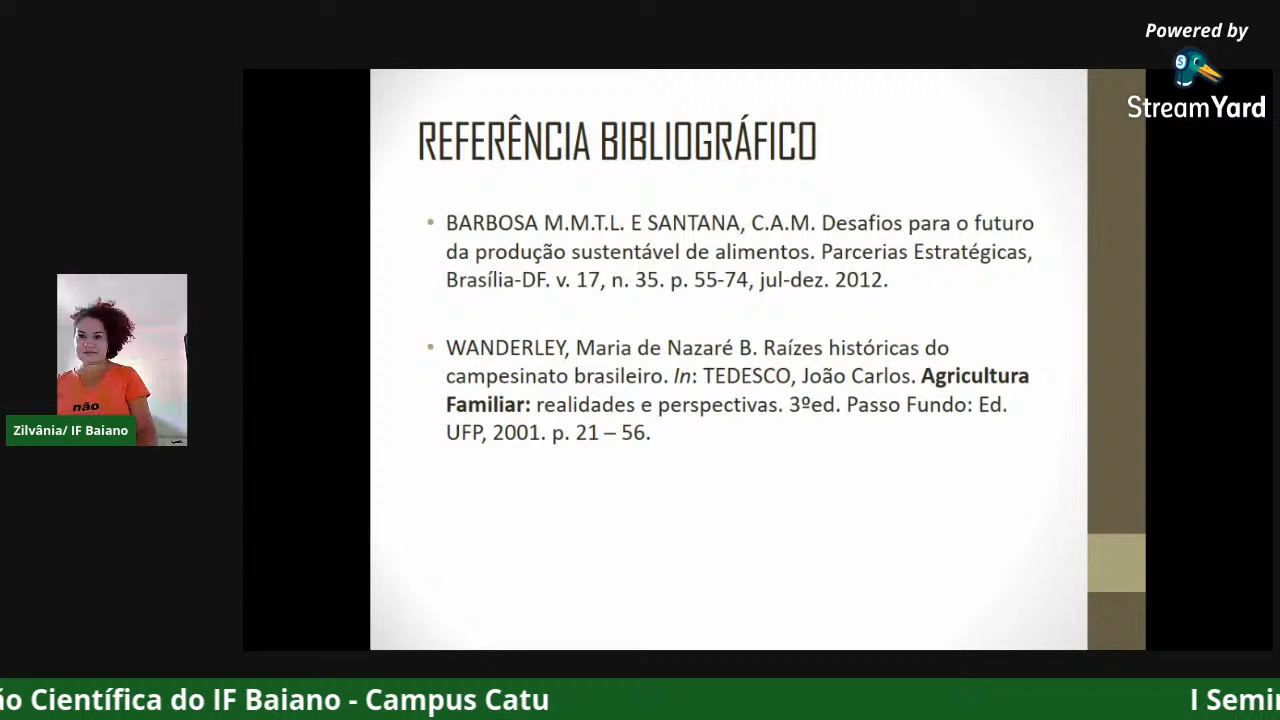 Powered by
StreamYard
REFERÊNCIA BIBLIOGRÁFICO
• BARBOSA M.M.T.L. E SANTANA, C.A.M. Desafios para o futuro
da produção sustentável de alimentos. Parcerias Estratégicas,
Brasília-DF. v. 17, n. 35. p. 55-74, jul-dez. 2012.
• WANDERLEY, Maria de Nazaré B. Raízes históricas do
campesinato brasileiro. In: TEDESCO, João Carlos. Agricultura
Familiar: realidades e perspectivas. 3ºed. Passo Fundo: Ed.
UFP, 2001. p. 21 – 56.
não
Zilvânia/ IF Baiano
ão Científica do IF Baiano - Campus Catu
I Semin